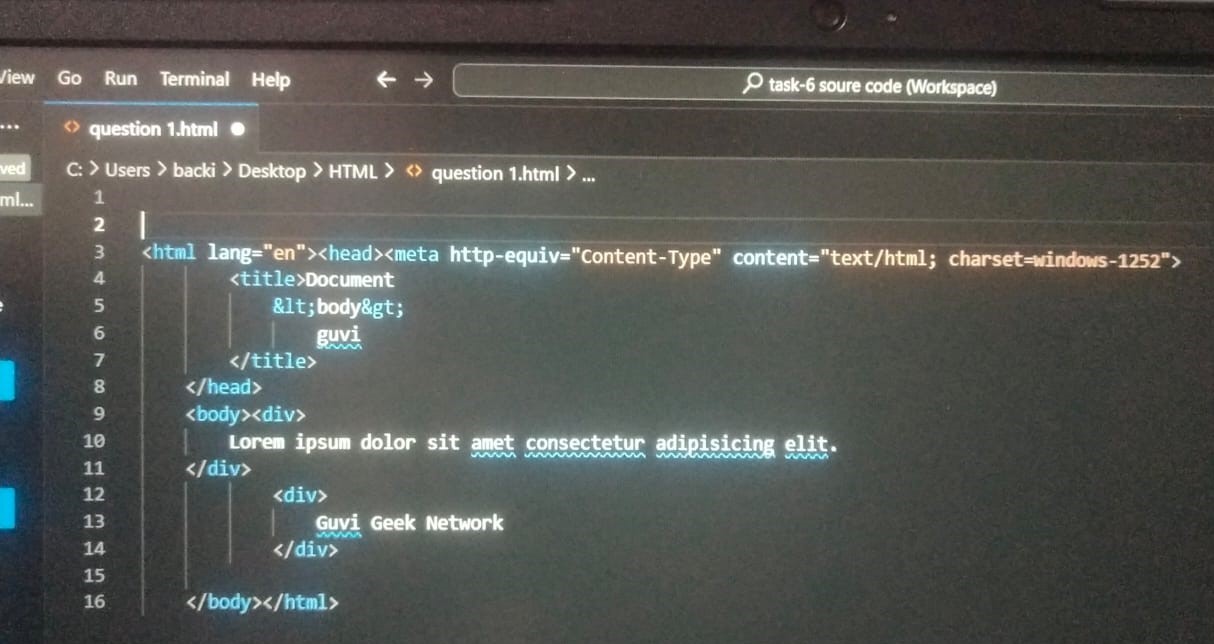 View Go Run Terminal Help ← → task-6 soure code (Workspace)
... question 1.html ●
ved C: > Users > backi > Desktop > HTML > question 1.html > ...
ml... 1
2
3 <html lang="en"><head><meta http-equiv="Content-Type" content="text/html; charset=windows-1252">
4 <title>Document
5 &lt;body&gt;
6 guvi
7 </title>
8 </head>
9 <body><div>
10 Lorem ipsum dolor sit amet consectetur adipisicing elit.
11 </div>
12 <div>
13 Guvi Geek Network
14 </div>
15
16 </body></html>